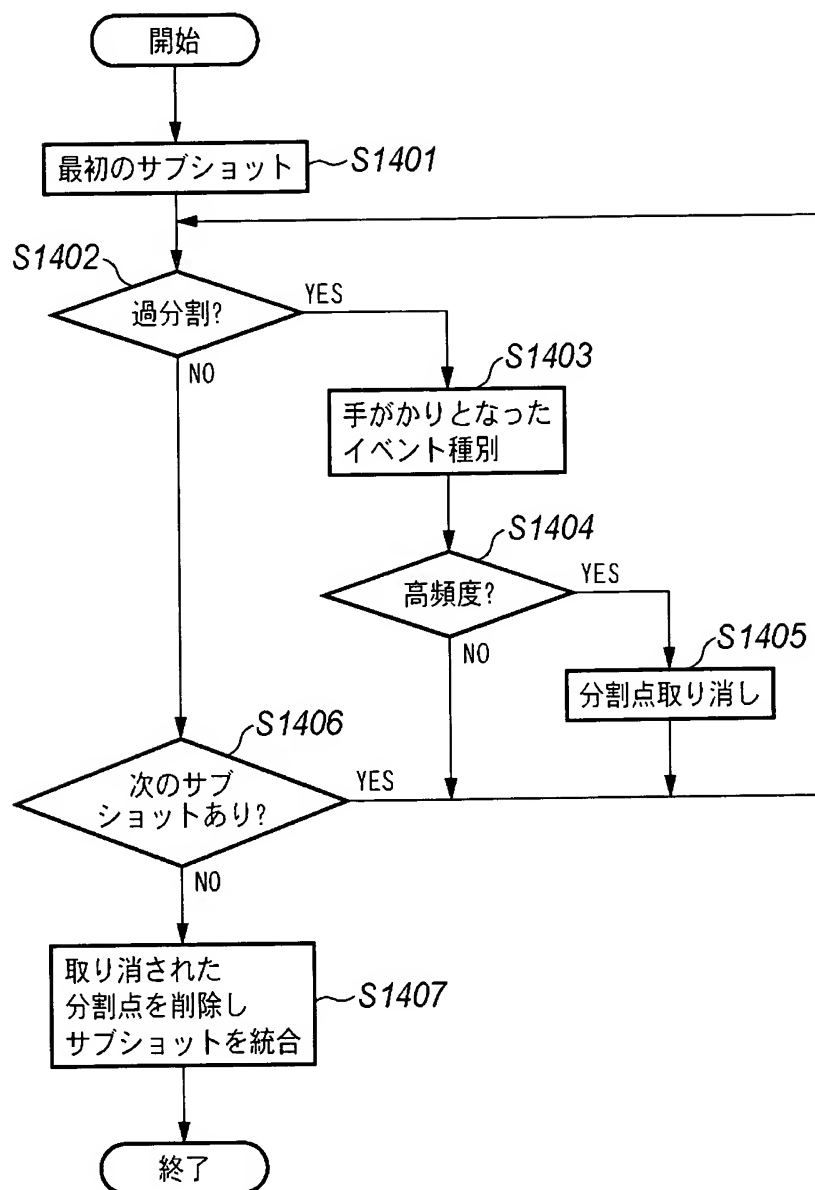 開始
最初のサブショット
S1401
S1402
過分割?
YES
NO
S1403
手がかりとなった
イベント種別
S1404
高頻度?
YES
NO
S1405
分割点取り消し
S1406
次のサブ
ショットあり?
YES
NO
取り消された
分割点を削除し
サブショットを統合
S1407
終了